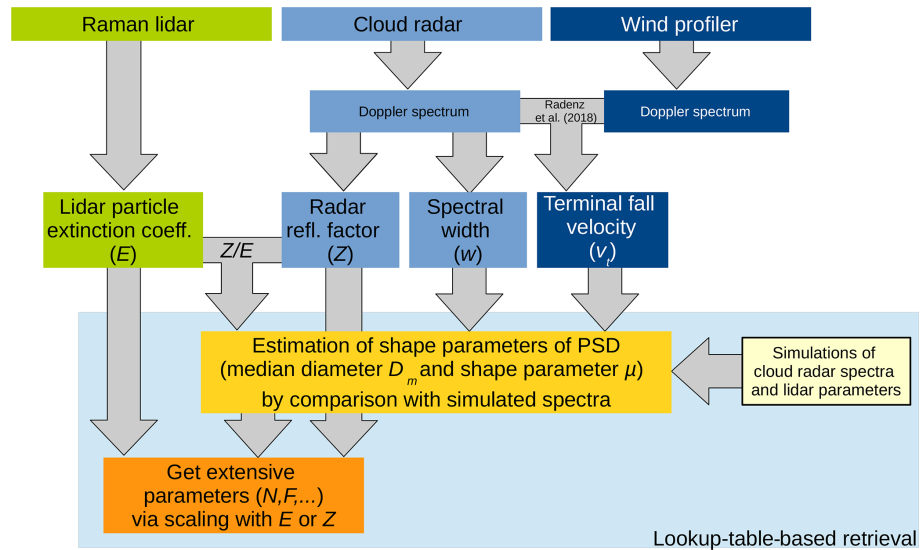 Raman lidar
Cloud radar
Wind profiler
Doppler spectrum
Radenz
et al. (2018)
Doppler spectrum
Lidar particle
extinction coeff.
(E)
Z/E
Radar
refl. factor
(Z)
Spectral
width
(w)
Terminal fall
velocity
(vt)
Estimation of shape parameters of PSD
(median diameter Dm and shape parameter µ)
by comparison with simulated spectra
Simulations of
cloud radar spectra
and lidar parameters
Get extensive
parameters (N,F,...)
via scaling with E or Z
Lookup-table-based retrieval